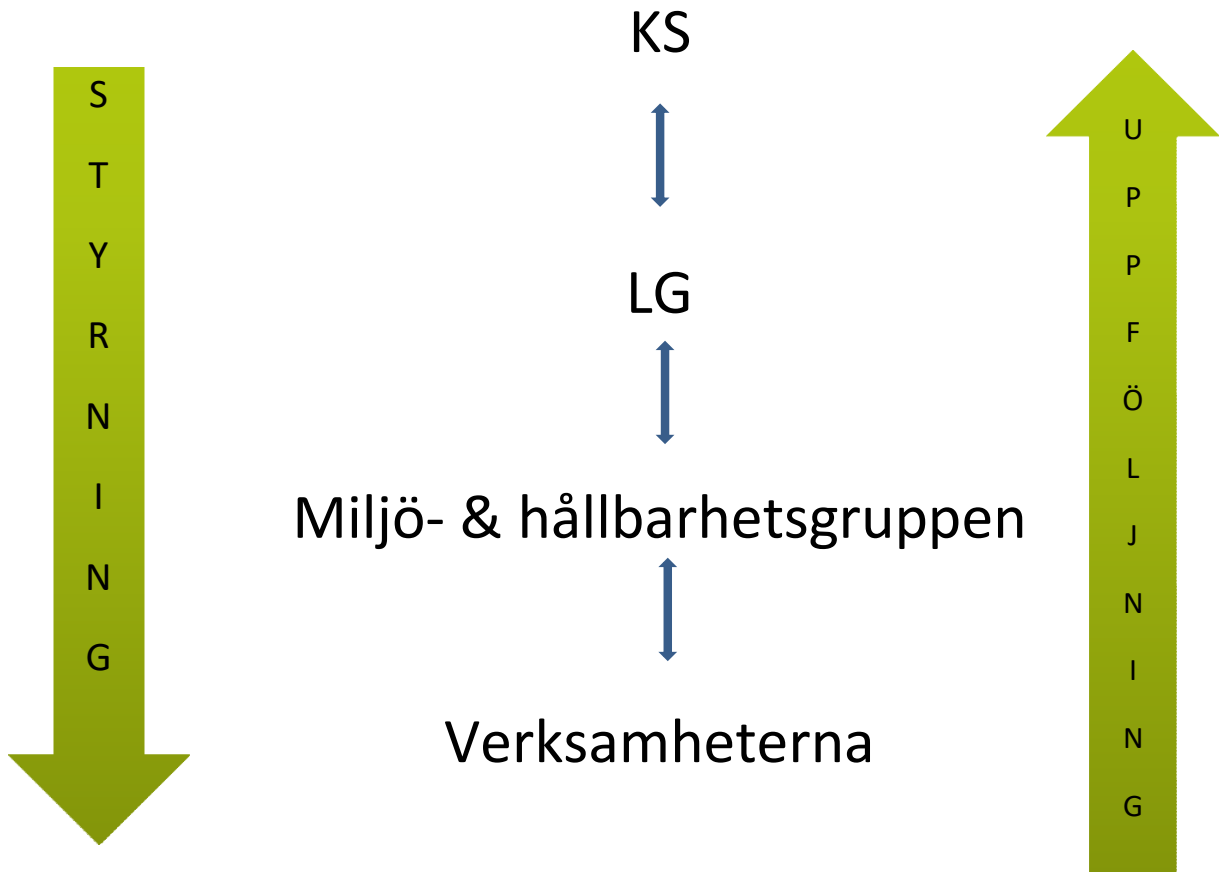 STYRNING
KS
LG
Miljö- & hållbarhetsgruppen
Verksamheterna
UPPFÖLJNING